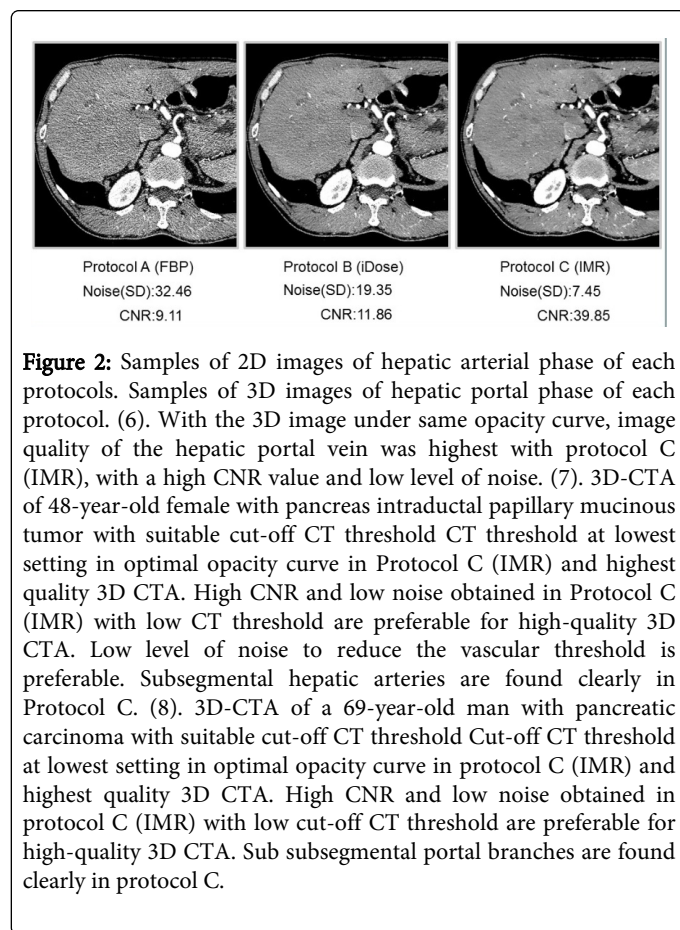 Protocol A (FBP) Protocol B (iDose) Protocol C (IMR)
Noise(SD):32.46 Noise(SD):19.35 Noise(SD):7.45
CNR:9.11 CNR:11.86 CNR:39.85
Figure 2: Samples of 2D images of hepatic arterial phase of each
protocols. Samples of 3D images of hepatic portal phase of each
protocol. (6). With the 3D image under same opacity curve, image
quality of the hepatic portal vein was highest with protocol C
(IMR), with a high CNR value and low level of noise. (7). 3D-CTA
of 48-year-old female with pancreas intraductal papillary mucinous
tumor with suitable cut-off CT threshold CT threshold at lowest
setting in optimal opacity curve in Protocol C (IMR) and highest
quality 3D CTA. High CNR and low noise obtained in Protocol C
(IMR) with low CT threshold are preferable for high-quality 3D
CTA. Low level of noise to reduce the vascular threshold is
preferable. Subsegmental hepatic arteries are found clearly in
Protocol C. (8). 3D-CTA of a 69-year-old man with pancreatic
carcinoma with suitable cut-off CT threshold Cut-off CT threshold
at lowest setting in optimal opacity curve in protocol C (IMR) and
highest quality 3D CTA. High CNR and low noise obtained in
protocol C (IMR) with low cut-off CT threshold are preferable for
high-quality 3D CTA. Sub subsegmental portal branches are found
clearly in protocol C.